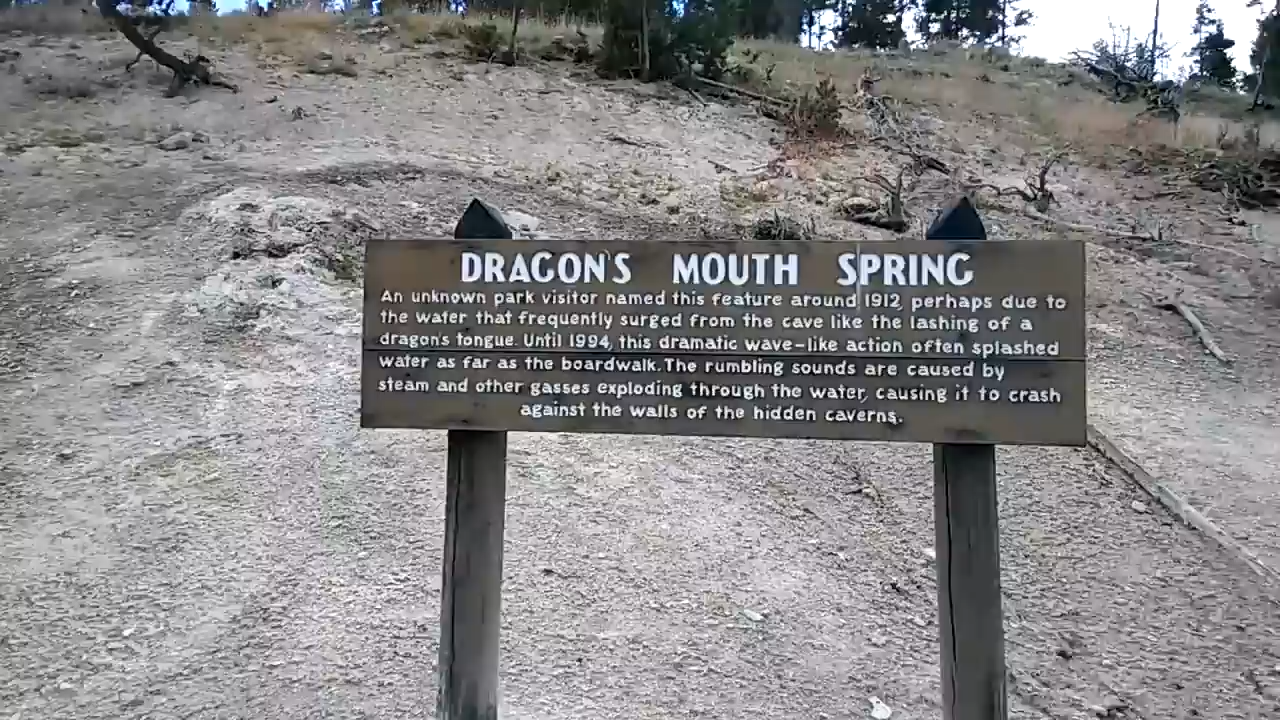 DRAGON'S MOUTH SPRING
An unknown park visitor named this feature around 1912, perhaps due to
the water that frequently surged from the cave like the lashing of a
dragon's tongue. Until 1994, this dramatic wave-like action often splashed
water as far as the boardwalk. The rumbling sounds are caused by
steam and other gasses exploding through the water, causing it to crash
against the walls of the hidden caverns.